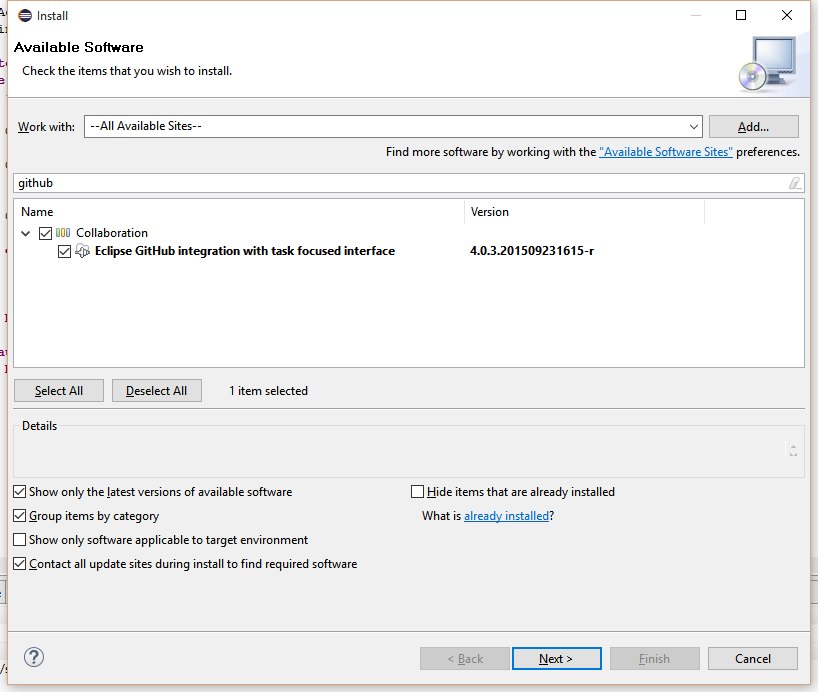 Install
Available Software
Check the items that you wish to install.
Work with: --All Available Sites-- Add...
Find more software by working with the "Available Software Sites" preferences.
github
Name Version
Collaboration
Eclipse GitHub integration with task focused interface 4.0.3.201509231615-r
Select All Deselect All 1 item selected
Details
Show only the latest versions of available software Hide items that are already installed
Group items by category What is already installed?
Show only software applicable to target environment
Contact all update sites during install to find required software
? < Back Next > Finish Cancel